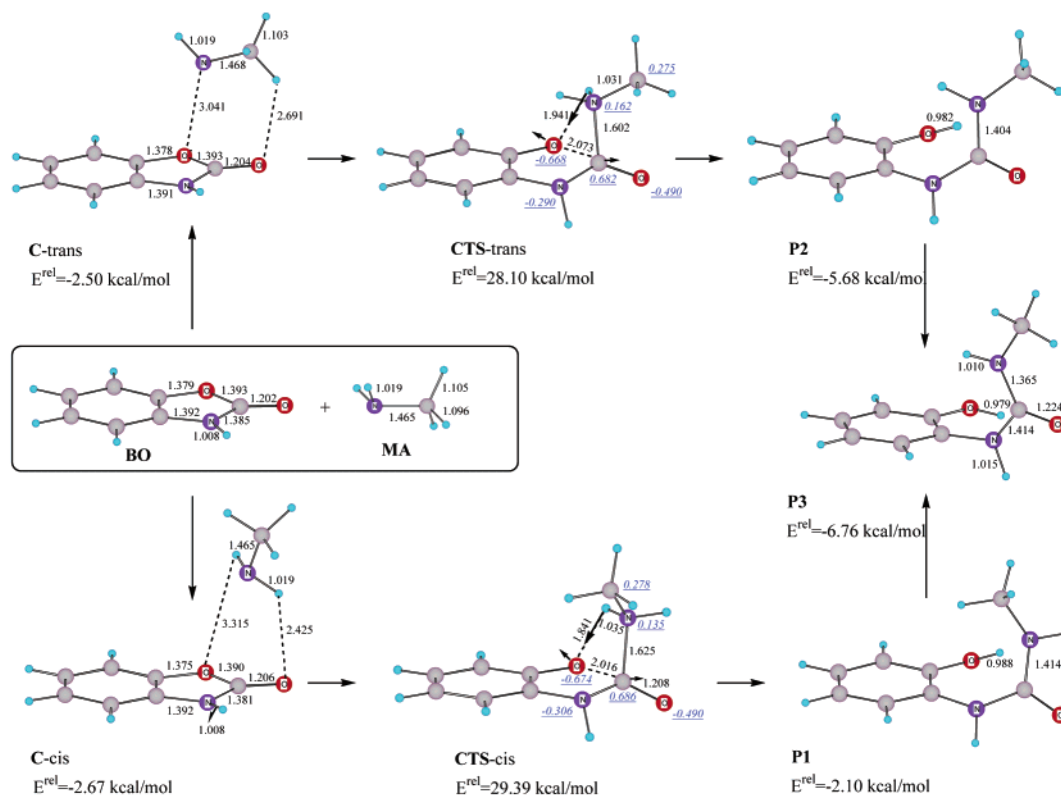 1.019
N
1.468
1.103
3.041
2.691
1.378
O
1.393
1.204
O
1.391
N
C-trans
E^rel=-2.50 kcal/mol
1.031
0.275
1.941
N
0.162
1.602
O
2.073
-0.668
0.682
N
-0.290
O
-0.490
CTS-trans
E^rel=28.10 kcal/mol
N
0.982
O
1.404
N
O
P2
E^rel=-5.68 kcal/mol
1.379
O
1.393
1.202
O
1.392
N
1.385
1.008
BO
+
1.019
N
1.465
1.105
1.096
MA
1.010
N
1.365
0.979
O
1.224
O
1.414
N
1.015
P3
E^rel=-6.76 kcal/mol
1.465
N
1.019
3.315
2.425
1.375
O
1.390
1.206
O
1.392
N
1.381
1.008
C-cis
E^rel=-2.67 kcal/mol
0.278
1.841
1.035
N
0.135
1.625
O
2.016
-0.674
1.208
0.686
N
-0.306
O
-0.490
CTS-cis
E^rel=29.39 kcal/mol
N
O
0.988
1.414
N
O
P1
E^rel=-2.10 kcal/mol